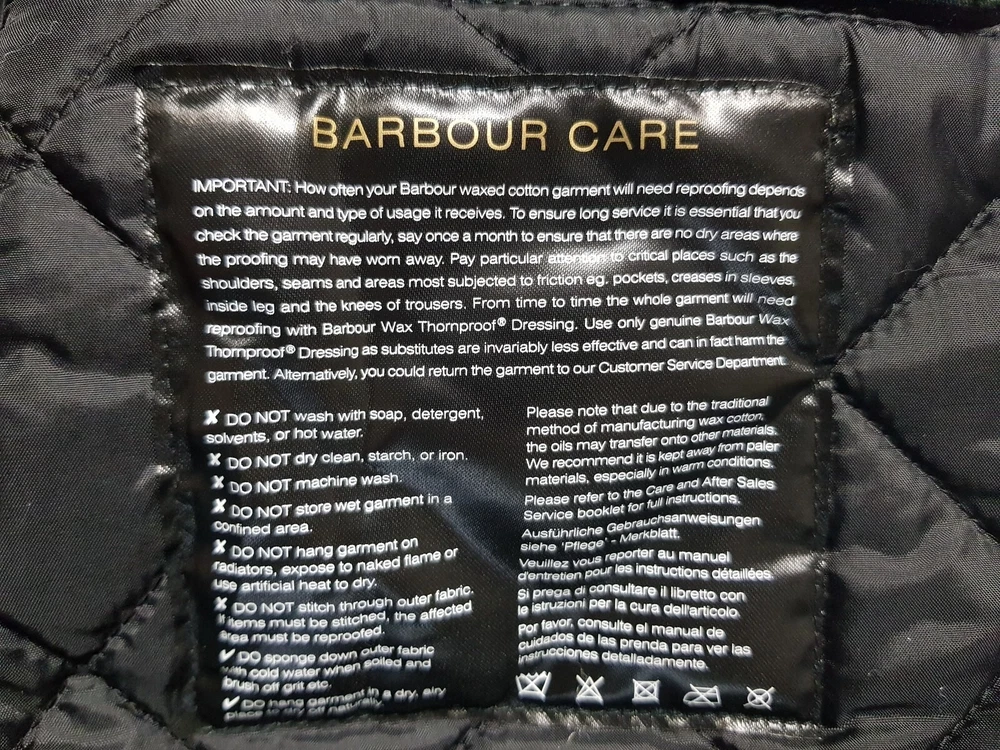 BARBOUR CARE
IMPORTANT: How often your Barbour waxed cotton garment will need reproofing depends
on the amount and type of usage it receives. To ensure long service it is essential that you
check the garment regularly, say once a month to ensure that there are no dry areas where
the proofing may have worn away. Pay particular attention to critical places such as the
shoulders, seams and areas most subjected to friction eg. pockets, creases in sleeves,
inside leg and the knees of trousers. From time to time the whole garment will need
reproofing with Barbour Wax Thornproof® Dressing. Use only genuine Barbour Wax
Thornproof® Dressing as substitutes are invariably less effective and can in fact harm the
garment. Alternatively, you could return the garment to our Customer Service Department.
✘ DO NOT wash with soap, detergent,
solvents, or hot water.
✘ DO NOT dry clean, starch, or iron.
✘ DO NOT machine wash.
✘ DO NOT store wet garment in a
confined area.
✘ DO NOT hang garment on
radiators, expose to naked flame or
use artificial heat to dry.
✘ DO NOT stitch through outer fabric.
If items must be stitched, the affected
area must be reproofed.
✔ DO sponge down outer fabric
with cold water when soiled and
brush off grit etc.
✔ DO hang garment in a dry, airy
place to dry off naturally.
Please note that due to the traditional
method of manufacturing wax cotton,
the oils may transfer onto other materials.
We recommend it is kept away from paler
materials, especially in warm conditions.
Please refer to the Care and After Sales
Service booklet for full instructions.
Ausführliche Gebrauchsanweisungen
siehe 'Pflege' - Merkblatt.
Veuillez vous reporter au manuel
d'entretien pour les instructions détaillées.
Si prega di consultare il libretto con
le istruzioni per la cura dell'articolo.
Por favor, consulte el manual de
cuidados de las prenda para ver las
instrucciones detalladamente.